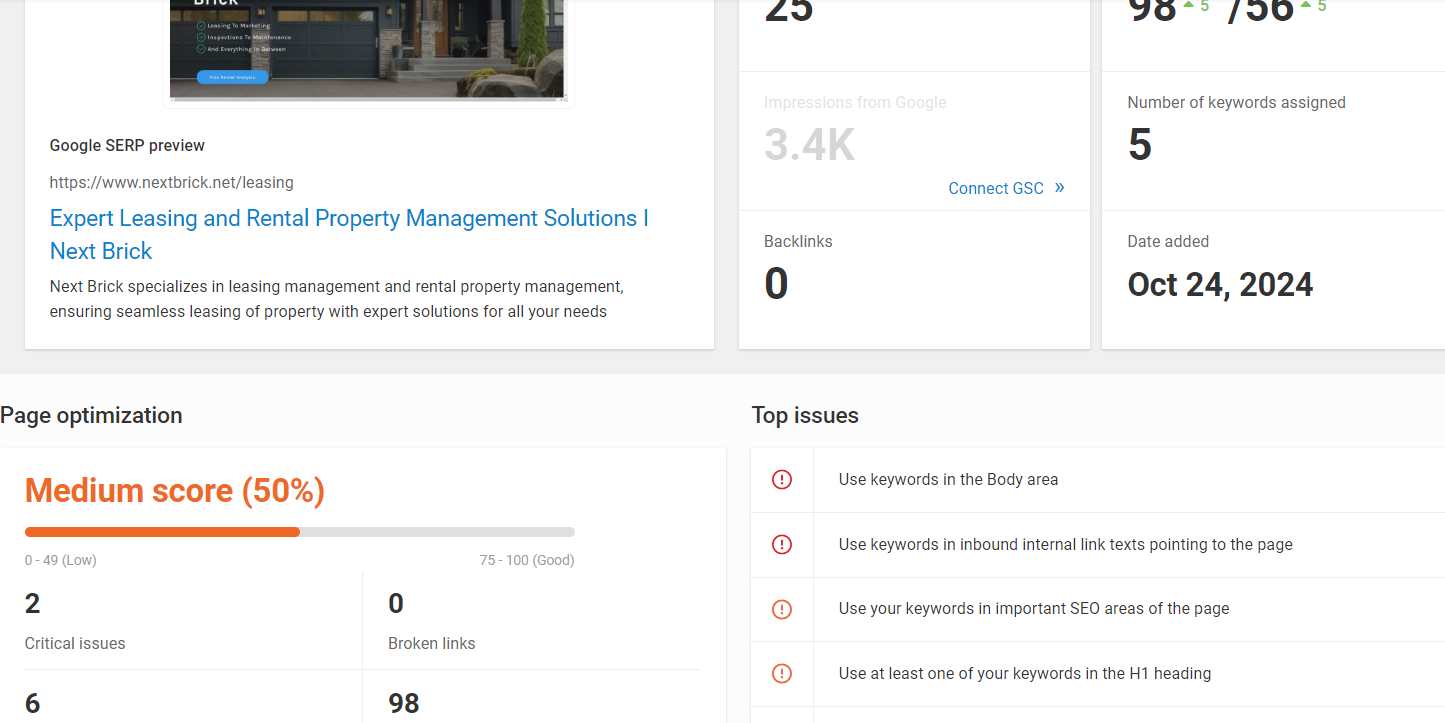 Brick
Leasing To Marketing
Inspections To Maintenance
And Everything In Between
Free Rental Analysis
Google SERP preview
https://www.nextbrick.net/leasing
Expert Leasing and Rental Property Management Solutions I
Next Brick
Next Brick specializes in leasing management and rental property management,
ensuring seamless leasing of property with expert solutions for all your needs
25
Impressions from Google
3.4K
Connect GSC »
Backlinks
0
98 5 /56 5
Number of keywords assigned
5
Date added
Oct 24, 2024
Page optimization
Medium score (50%)
0 - 49 (Low)
75 - 100 (Good)
2
Critical issues
0
Broken links
6
98
Top issues
Use keywords in the Body area
Use keywords in inbound internal link texts pointing to the page
Use your keywords in important SEO areas of the page
Use at least one of your keywords in the H1 heading